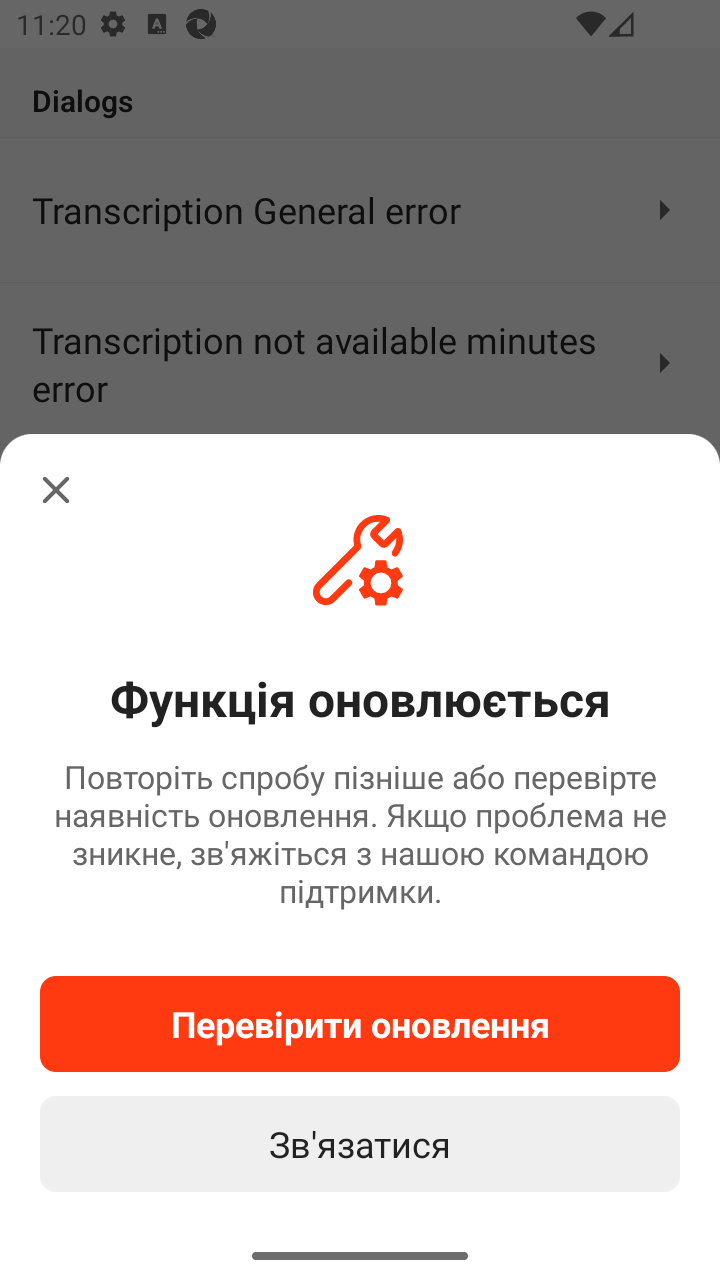 11:20
Dialogs
Transcription General error
Transcription not available minutes
error
Функція оновлюється
Повторіть спробу пізніше або перевірте
наявність оновлення. Якщо проблема не
зникне, зв'яжіться з нашою командою
підтримки.
Перевірити оновлення
Зв'язатися